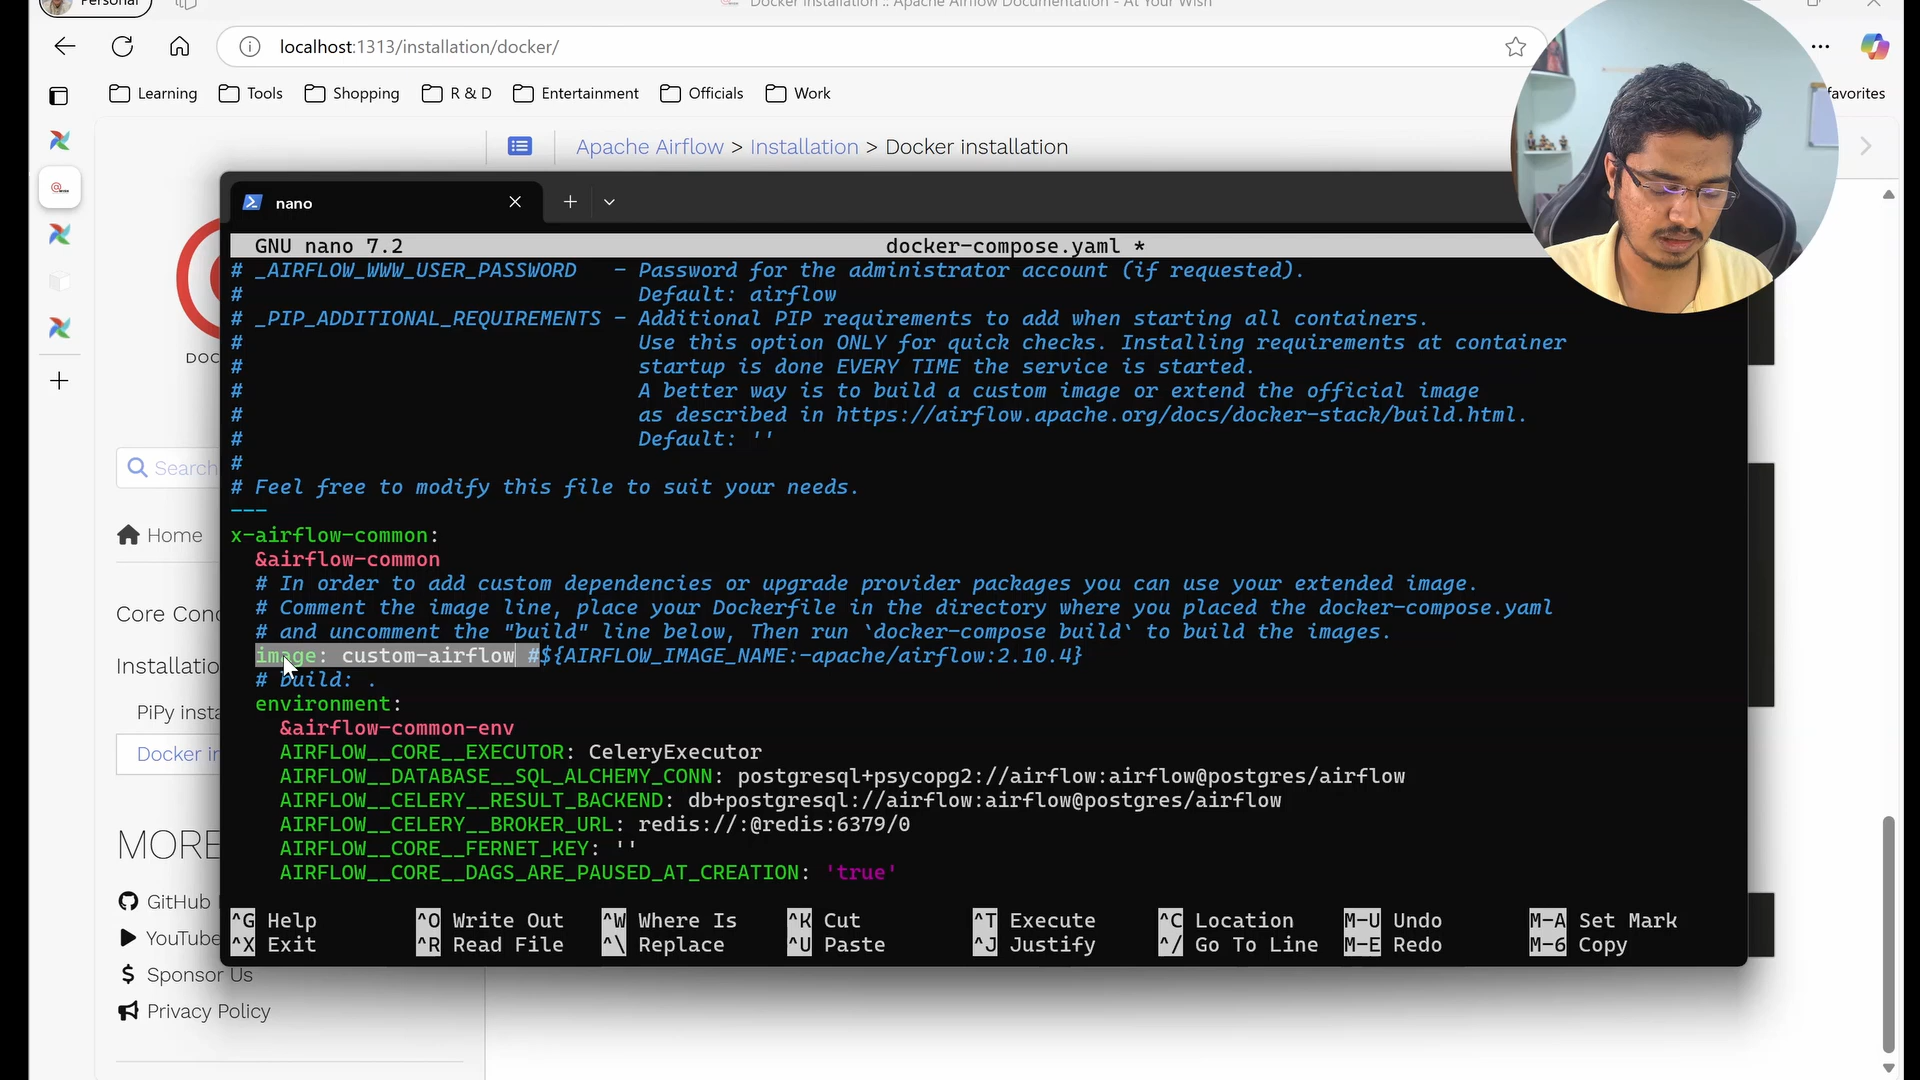 Personal
Docker Installation :: Apache Airflow Documentation - At Your Wish
localhost:1313/installation/docker/
Learning
Tools
Shopping
R & D
Entertainment
Officials
Work
favorites
Apache Airflow > Installation > Docker installation
nano
GNU nano 7.2 docker-compose.yaml *
# _AIRFLOW_WWW_USER_PASSWORD - Password for the administrator account (if requested).
# Default: airflow
# _PIP_ADDITIONAL_REQUIREMENTS - Additional PIP requirements to add when starting all containers.
# Use this option ONLY for quick checks. Installing requirements at container
# startup is done EVERY TIME the service is started.
# A better way is to build a custom image or extend the official image
# as described in https://airflow.apache.org/docs/docker-stack/build.html.
# Default: ''
#
# Feel free to modify this file to suit your needs.
---
x-airflow-common:
&airflow-common
# In order to add custom dependencies or upgrade provider packages you can use your extended image.
# Comment the image line, place your Dockerfile in the directory where you placed the docker-compose.yaml
# and uncomment the "build" line below, Then run `docker-compose build` to build the images.
image: custom-airflow #${AIRFLOW_IMAGE_NAME:-apache/airflow:2.10.4}
# build: .
environment:
&airflow-common-env
AIRFLOW__CORE__EXECUTOR: CeleryExecutor
AIRFLOW__DATABASE__SQL_ALCHEMY_CONN: postgresql+psycopg2://airflow:airflow@postgres/airflow
AIRFLOW__CELERY__RESULT_BACKEND: db+postgresql://airflow:airflow@postgres/airflow
AIRFLOW__CELERY__BROKER_URL: redis://:@redis:6379/0
AIRFLOW__CORE__FERNET_KEY: ''
AIRFLOW__CORE__DAGS_ARE_PAUSED_AT_CREATION: 'true'
^G Help ^O Write Out ^W Where Is ^K Cut ^T Execute ^C Location M-U Undo M-A Set Mark
^X Exit ^R Read File ^\ Replace ^U Paste ^J Justify ^/ Go To Line M-E Redo M-6 Copy
DOC
Search
Home
Core Conc
Installatio
PiPy insta
Docker in
MORE
GitHub
YouTube
Sponsor Us
Privacy Policy